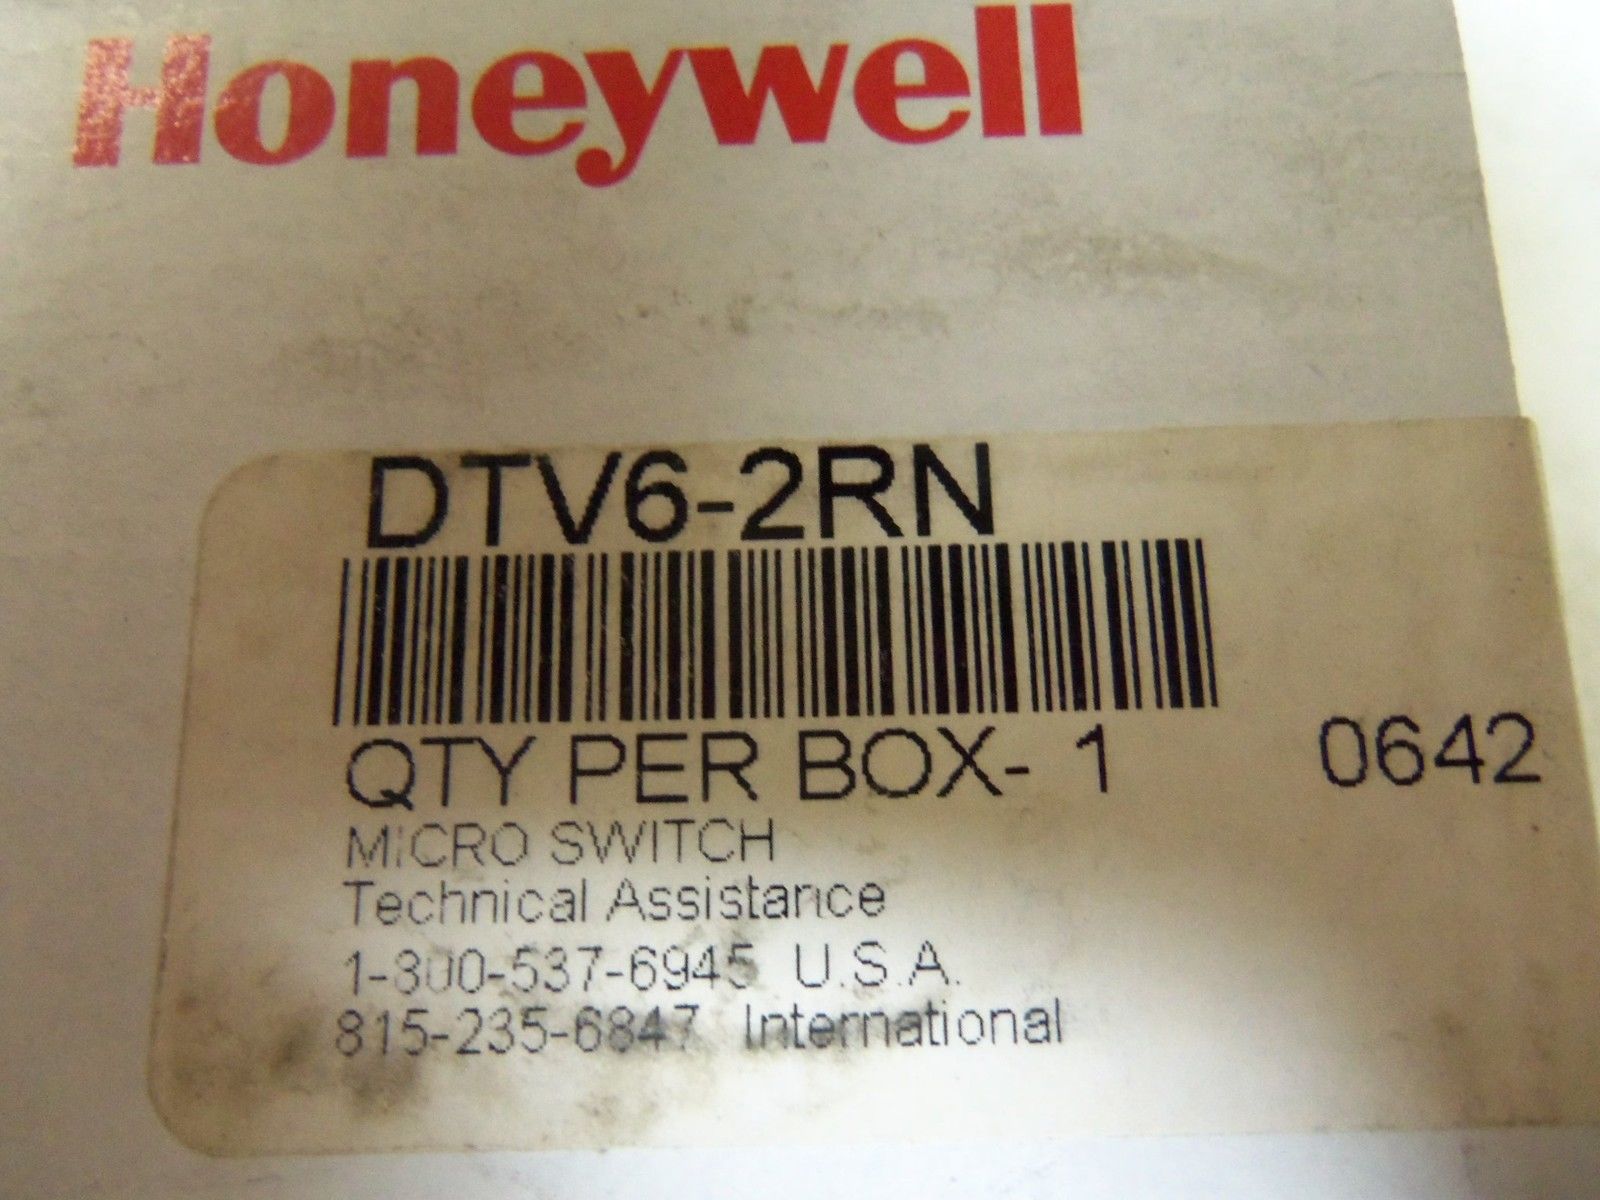 Honeywell
DTV6-2RN
QTY PER BOX- 1 0642
MICRO SWITCH
Technical Assistance
1-800-537-6945 U.S.A.
815-235-6847 International